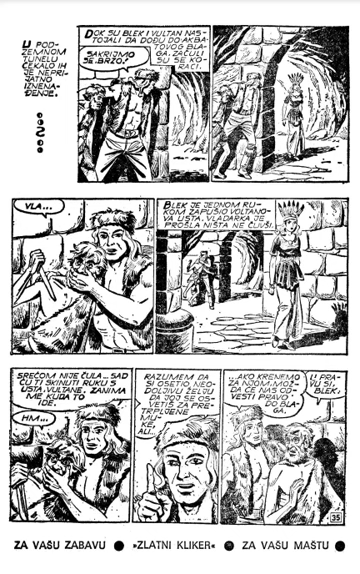 U POD-
ZEMNOM
TUNELU
ČEKALO IH
JE NEPRI-
JATNO
IZNENA-
ĐENJE.
DOK SU BLEK I VULTAN NAS-
TOJALI DA DOĐU DO AKBA-
TOVOG BLA-
GA, ZAČULI
SU SE KO-
RACI.
SAKRIJMO
SE, BRZO!
VLA...
BLEK JE JEDNOM RU-
KOM ZAPUŠIO VOLTANO-
VA USTA. VLADARKA JE
PROŠLA NIŠTA NE ČUVŠI.
SREĆOM NIJE ČULA... SAD
ĆU TI SKINUTI RUKU S
USTA, VULTANE. ZANIMA
ME KUDA TO
IDE!
HM...
RAZUMEM DA
SI OSETIO NEO-
DOLJIVU ŽELJU
DA JOJ SE OS-
VETIŠ ZA PRE-
TRPLJENE
MU-
KE,
ALI...
...AKO KRENEMO
ZA NJOM, MOŽ-
DA ĆE NAS OD-
VESTI PRAVO
DO BLA-
GA.
U PRA-
VU SI,
BLEK.
35
ZA VAŠU ZABAVU ● »ZLATNI KLIKER« ● ZA VAŠU MAŠTU ●